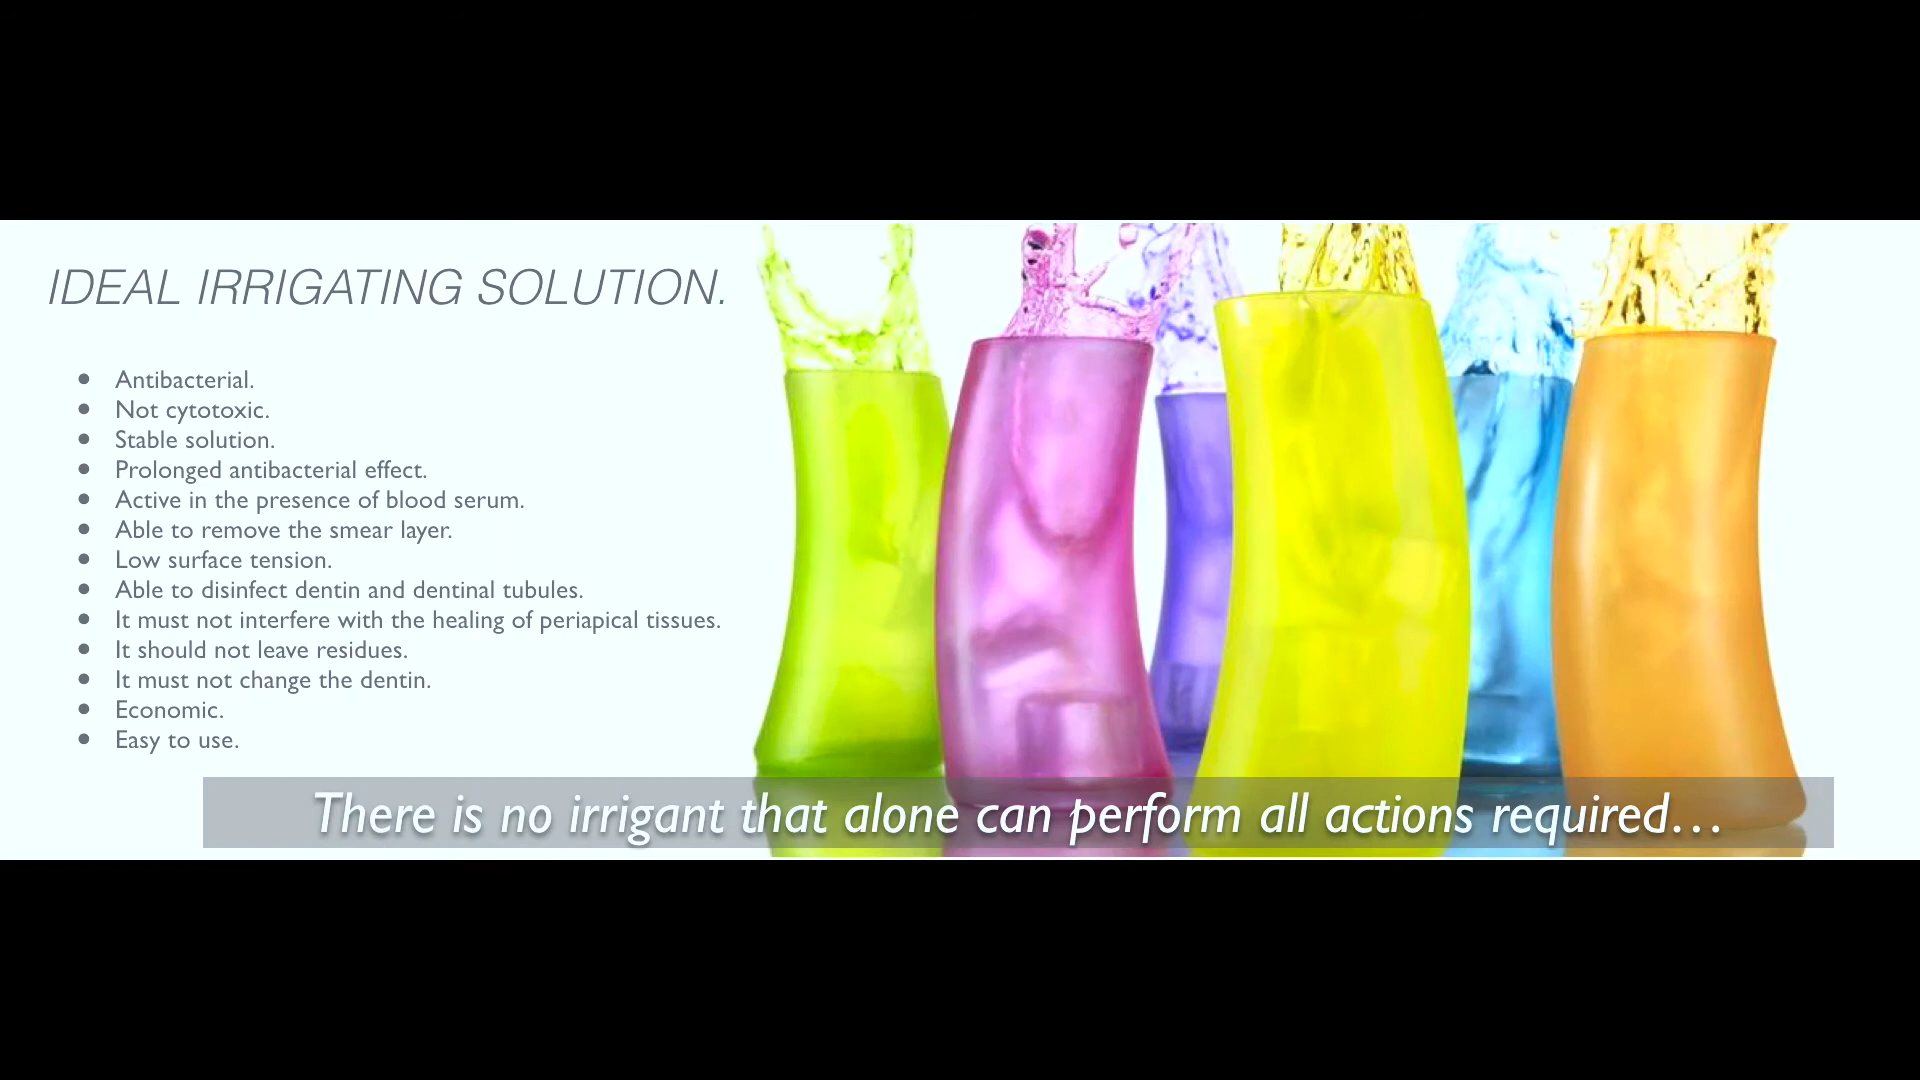 IDEAL IRRIGATING SOLUTION.
● Antibacterial.
● Not cytotoxic.
● Stable solution.
● Prolonged antibacterial effect.
● Active in the presence of blood serum.
● Able to remove the smear layer.
● Low surface tension.
● Able to disinfect dentin and dentinal tubules.
● It must not interfere with the healing of periapical tissues.
● It should not leave residues.
● It must not change the dentin.
● Economic.
● Easy to use.
There is no irrigant that alone can perform all actions required…